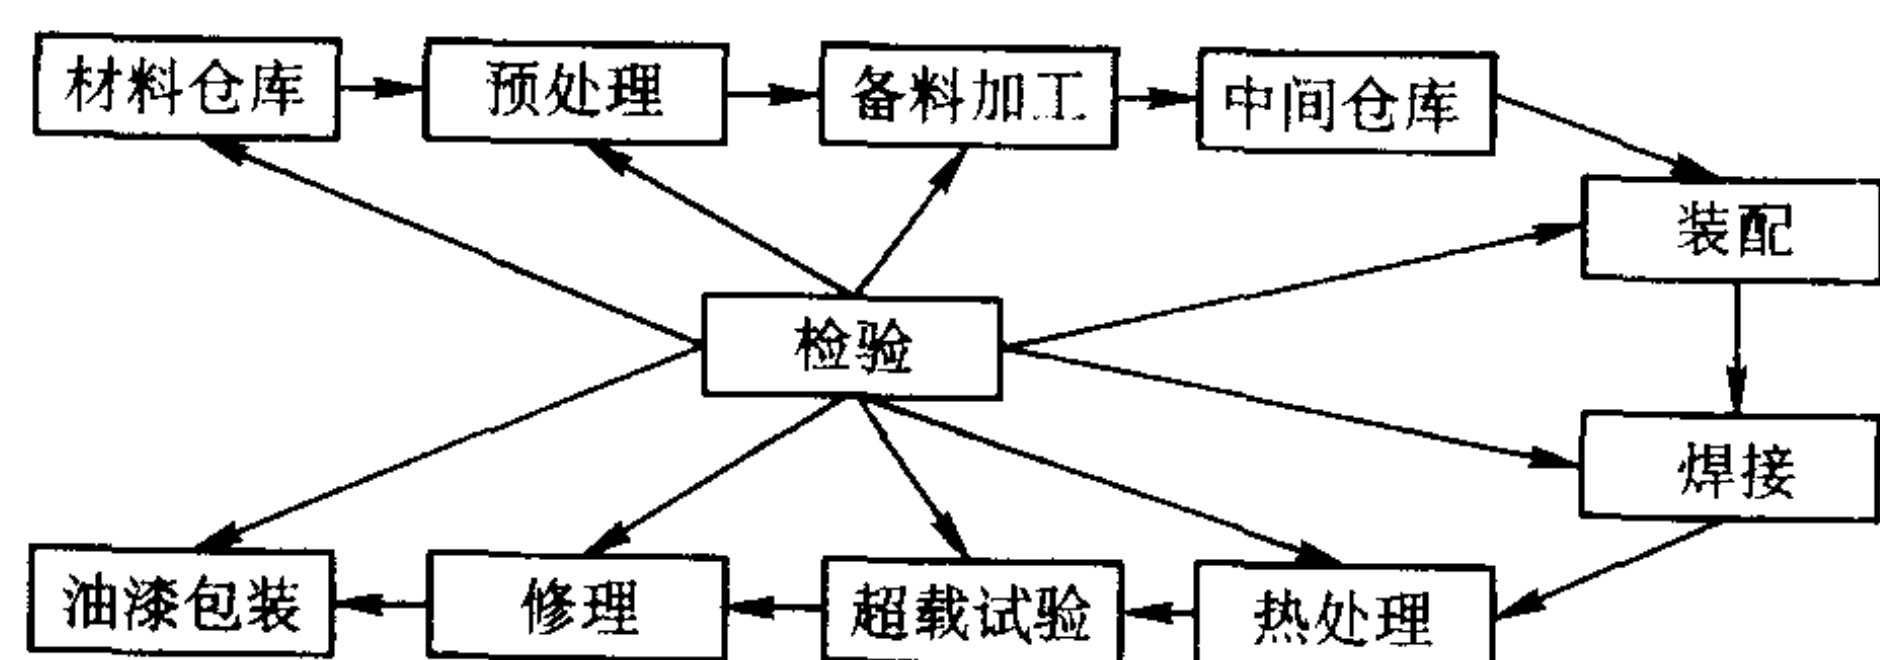 材料仓库
预处理
备料加工
中间仓库
装配
检验
焊接
油漆包装
修理
超载试验
热处理